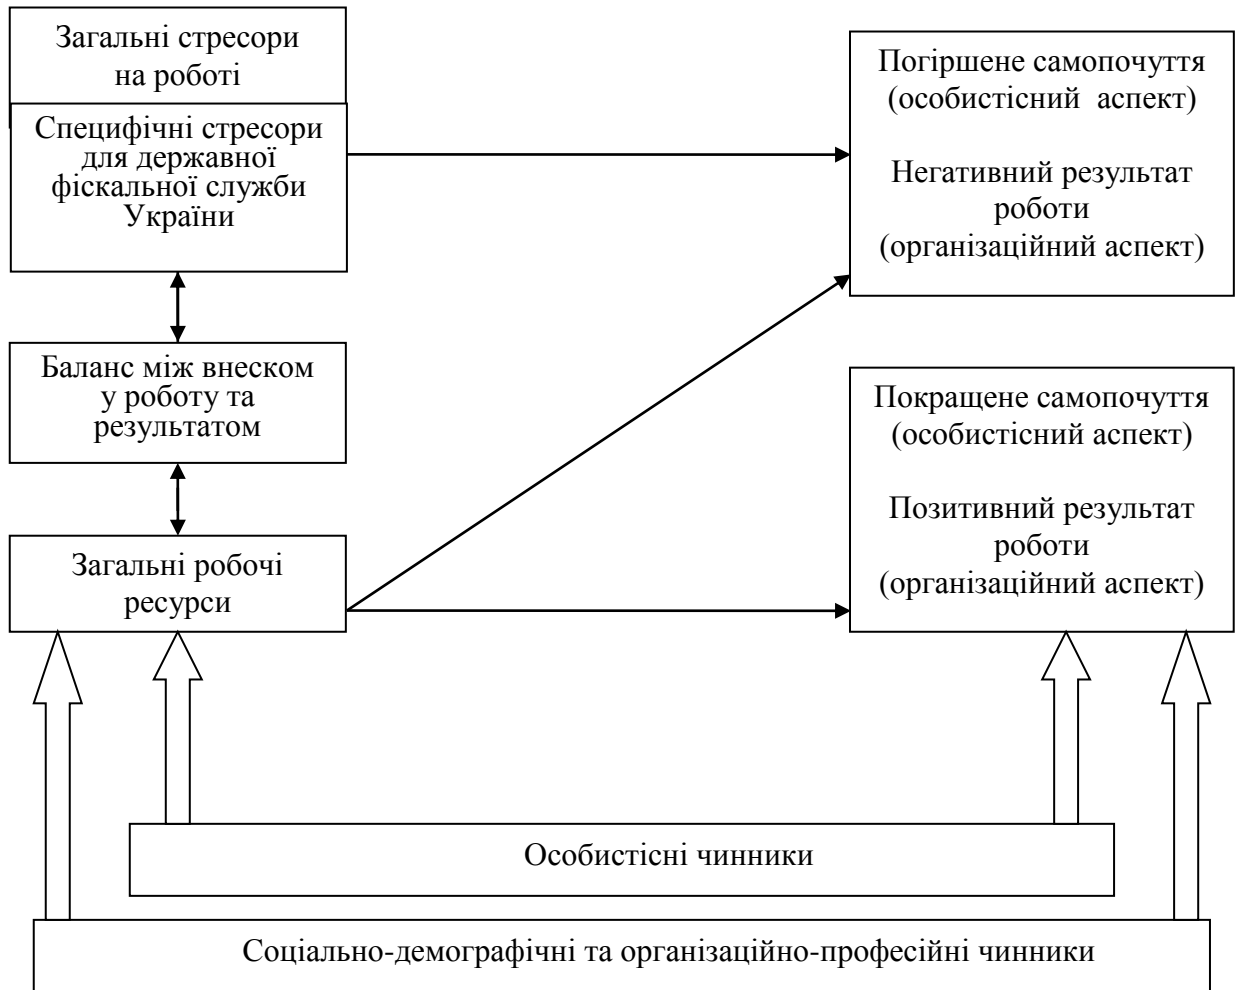 Загальні стресори
на роботі
Специфічні стресори
для державної
фіскальної служби
України
Баланс між внеском
у роботу та
результатом
Загальні робочі
ресурси
Погіршене самопочуття
(особистісний аспект)
Негативний результат
роботи
(організаційний аспект)
Покращене самопочуття
(особистісний аспект)
Позитивний результат
роботи
(організаційний аспект)
Особистісні чинники
Соціально-демографічні та організаційно-професійні чинники